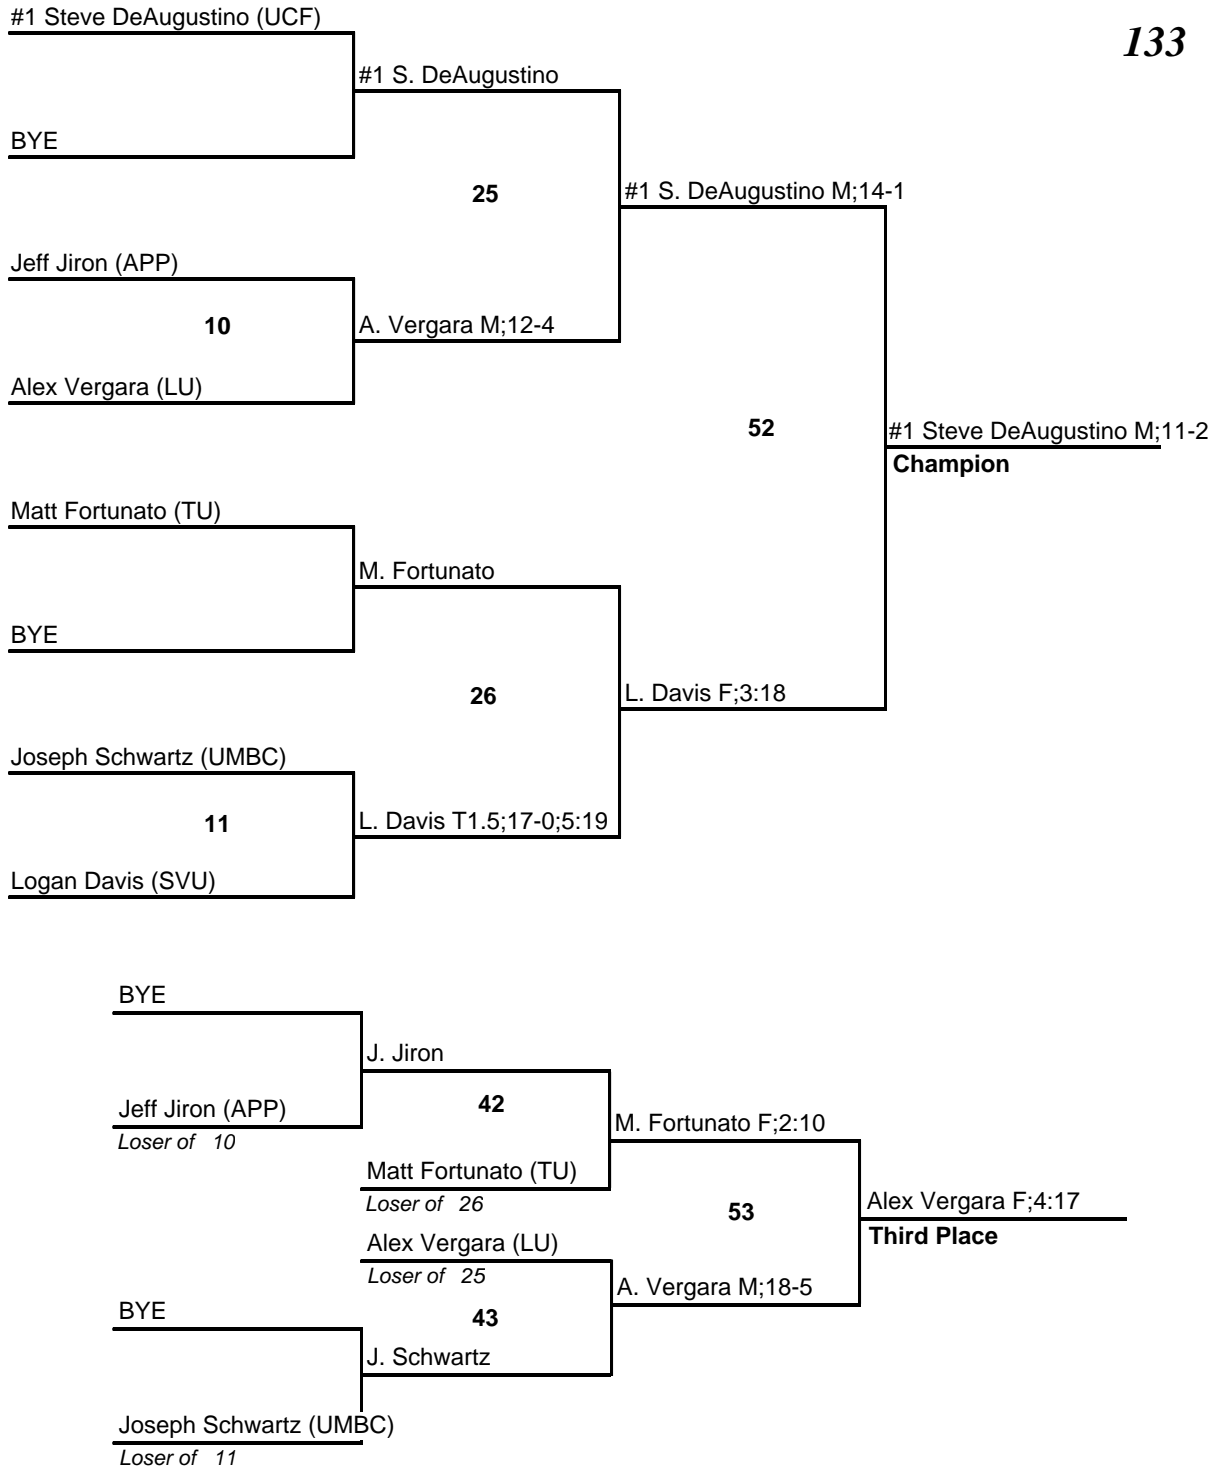 #1 Steve DeAugustino (UCF)
133
#1 S. DeAugustino
BYE
25
#1 S. DeAugustino M;14-1
Jeff Jiron (APP)
10
A. Vergara M;12-4
Alex Vergara (LU)
52
#1 Steve DeAugustino M;11-2
Champion
Matt Fortunato (TU)
M. Fortunato
BYE
26
L. Davis F;3:18
Joseph Schwartz (UMBC)
11
L. Davis T1.5;17-0;5:19
Logan Davis (SVU)
BYE
J. Jiron
Jeff Jiron (APP)
Loser of 10
42
M. Fortunato F;2:10
Matt Fortunato (TU)
Loser of 26
53
Alex Vergara F;4:17
Third Place
Alex Vergara (LU)
Loser of 25
A. Vergara M;18-5
BYE
43
J. Schwartz
Joseph Schwartz (UMBC)
Loser of 11